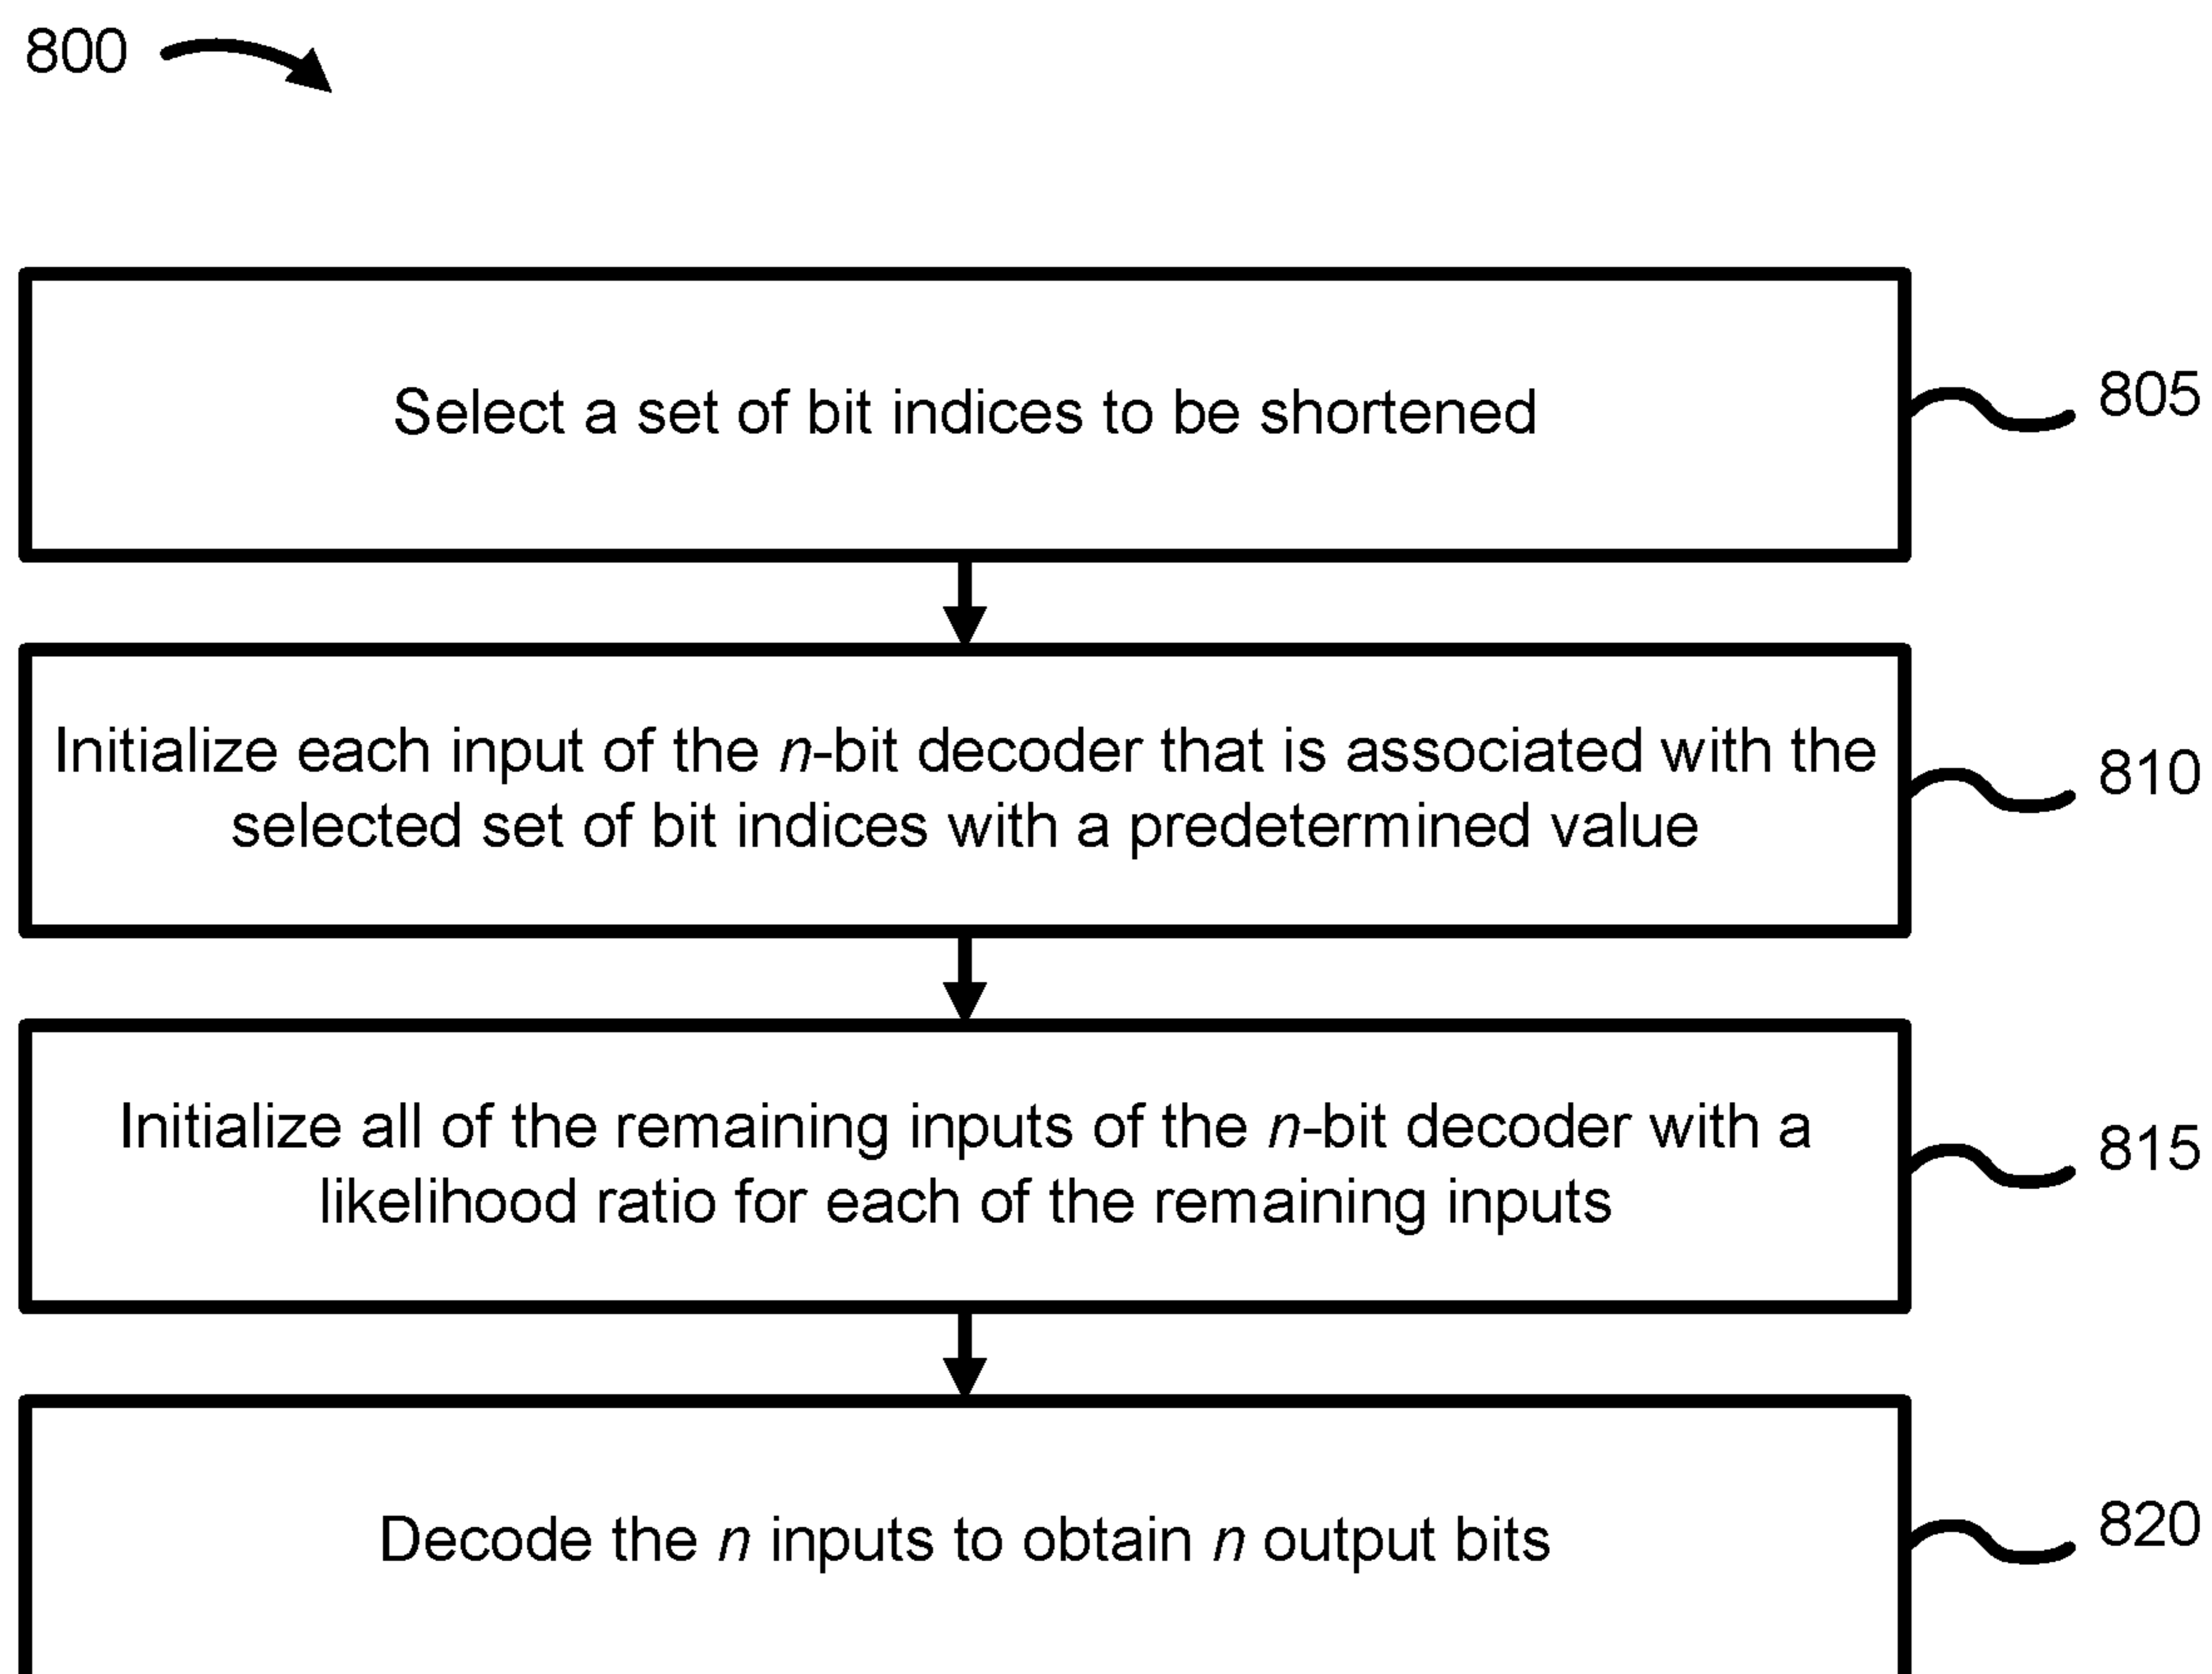 800
Select a set of bit indices to be shortened
805
Initialize each input of the n-bit decoder that is associated with the
selected set of bit indices with a predetermined value
810
Initialize all of the remaining inputs of the n-bit decoder with a
likelihood ratio for each of the remaining inputs
815
Decode the n inputs to obtain n output bits
820